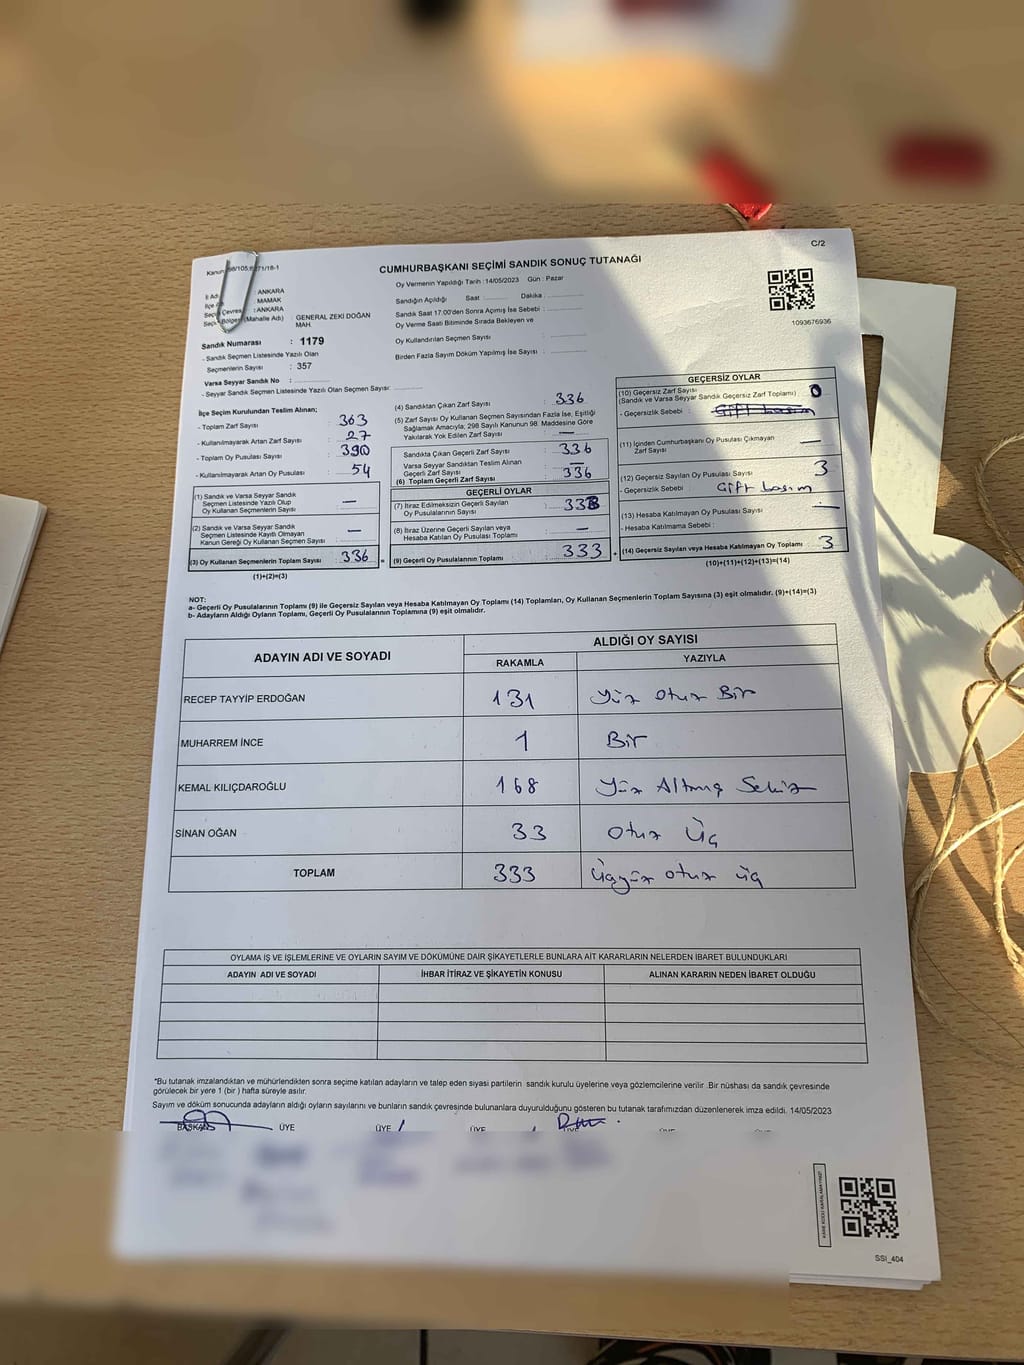 C/2
CUMHURBAŞKANI SEÇİMİ SANDIK SONUÇ TUTANAĞI
: ANKARA
: MAMAK
: ANKARA
(Mahalle Adı) : GENERAL ZEKİ DOĞAN MAH.
Sandık Numarası : 1179
- Sandık Seçmen Listesinde Yazılı Olan
Seçmenlerin Sayısı : 357
Varsa Seyyar Sandık No :
- Seyyar Sandık Seçmen Listesinde Yazılı Olan Seçmen Sayısı:
Oy Vermenin Yapıldığı Tarih :14/05/2023 Gün : Pazar
Sandığın Açıldığı Saat Dakika
Sandık Saat 17.00'den Sonra Açılmış İse Sebebi :
Oy Verme Saati Bitiminde Sırada Bekleyen ve
Oy Kullandırılan Seçmen Sayısı :
Birden Fazla Sayım Döküm Yapılmış İse Sayısı :
1093676936
İlçe Seçim Kurulundan Teslim Alınan;
- Toplam Zarf Sayısı : 363
- Kullanılmayarak Artan Zarf Sayısı : 27
- Toplam Oy Pusulası Sayısı : 390
- Kullanılmayarak Artan Oy Pusulası : 54
(1) Sandık ve Varsa Seyyar Sandık
Seçmen Listesinde Yazılı Olup
Oy Kullanan Seçmenlerin Sayısı : —
(2) Sandık ve Varsa Seyyar Sandık
Seçmen Listesinde Kayıtlı Olmayan
Kanun Gereği Oy Kullanan Seçmen Sayısı : —
(3) Oy Kullanan Seçmenlerin Toplam Sayısı : 336
(1)+(2)=(3)
(4) Sandıktan Çıkan Zarf Sayısı : 336
(5) Zarf Sayısı Oy Kullanan Seçmen Sayısından Fazla İse, Eşitliği
Sağlamak Amacıyla; 298 Sayılı Kanunun 98. Maddesine Göre
Yakılarak Yok Edilen Zarf Sayısı : —
Sandıkta Çıkan Geçerli Zarf Sayısı : 336
Varsa Seyyar Sandıktan Teslim Alınan
Geçerli Zarf Sayısı : —
(6) Toplam Geçerli Zarf Sayısı : 336
GEÇERLİ OYLAR
(7) İtiraz Edilmeksizin Geçerli Sayılan
Oy Pusulalarının Sayısı : 333
(8) İtiraz Üzerine Geçerli Sayılan veya
Hesaba Katılan Oy Pusulası Toplamı : —
(9) Geçerli Oy Pusulalarının Toplamı : 333
GEÇERSİZ OYLAR
(10) Geçersiz Zarf Sayısı
(Sandık ve Varsa Seyyar Sandık Geçersiz Zarf Toplamı) : 0
- Geçersizlik Sebebi : Gift basım
(11) İçinden Cumhurbaşkanı Oy Pusulası Çıkmayan
Zarf Sayısı : —
(12) Geçersiz Sayılan Oy Pusulası Sayısı : 3
- Geçersizlik Sebebi : Gift basım
(13) Hesaba Katılmayan Oy Pusulası Sayısı : —
- Hesaba Katılmama Sebebi :
(14) Geçersiz Sayılan veya Hesaba Katılmayan Oy Toplamı : 3
(10)+(11)+(12)+(13)=(14)
NOT:
a- Geçerli Oy Pusulalarının Toplamı (9) ile Geçersiz Sayılan veya Hesaba Katılmayan Oy Toplamı (14) Toplamları, Oy Kullanan Seçmenlerin Toplam Sayısına (3) eşit olmalıdır. (9)+(14)=(3)
b- Adayların Aldığı Oyların Toplamı, Geçerli Oy Pusulalarının Toplamına (9) eşit olmalıdır.
ADAYIN ADI VE SOYADI
ALDIĞI OY SAYISI
RAKAMLA YAZIYLA
RECEP TAYYİP ERDOĞAN 131 Yüz Otuz Bir
MUHARREM İNCE 1 Bir
KEMAL KILIÇDAROĞLU 168 Yüz Altmış Sekiz
SİNAN OĞAN 33 Otuz Üç
TOPLAM 333 Üçyüz otuz üç
OYLAMA İŞ VE İŞLEMLERİNE VE OYLARIN SAYIM VE DÖKÜMÜNE DAİR ŞİKAYETLERLE BUNLARA AİT KARARLARIN NELERDEN İBARET BULUNDUKLARI
ADAYIN ADI VE SOYADI İHBAR İTİRAZ VE ŞİKAYETİN KONUSU ALINAN KARARIN NEDEN İBARET OLDUĞU
*Bu tutanak imzalandıktan ve mühürlendikten sonra seçime katılan adayların ve talep eden siyasi partilerin sandık kurulu üyelerine veya gözlemcilerine verilir .Bir nüshası da sandık çevresinde
görülecek bir yere 1 (bir ) hafta süreyle asılır.
Sayım ve döküm sonucunda adayların aldığı oyların sayılarını ve bunların sandık çevresinde bulunanlara duyurulduğunu gösteren bu tutanak tarafımızdan düzenlenerek imza edildi. 14/05/2023
BAŞKAN ÜYE ÜYE ÜYE ÜYE
SSİ_404